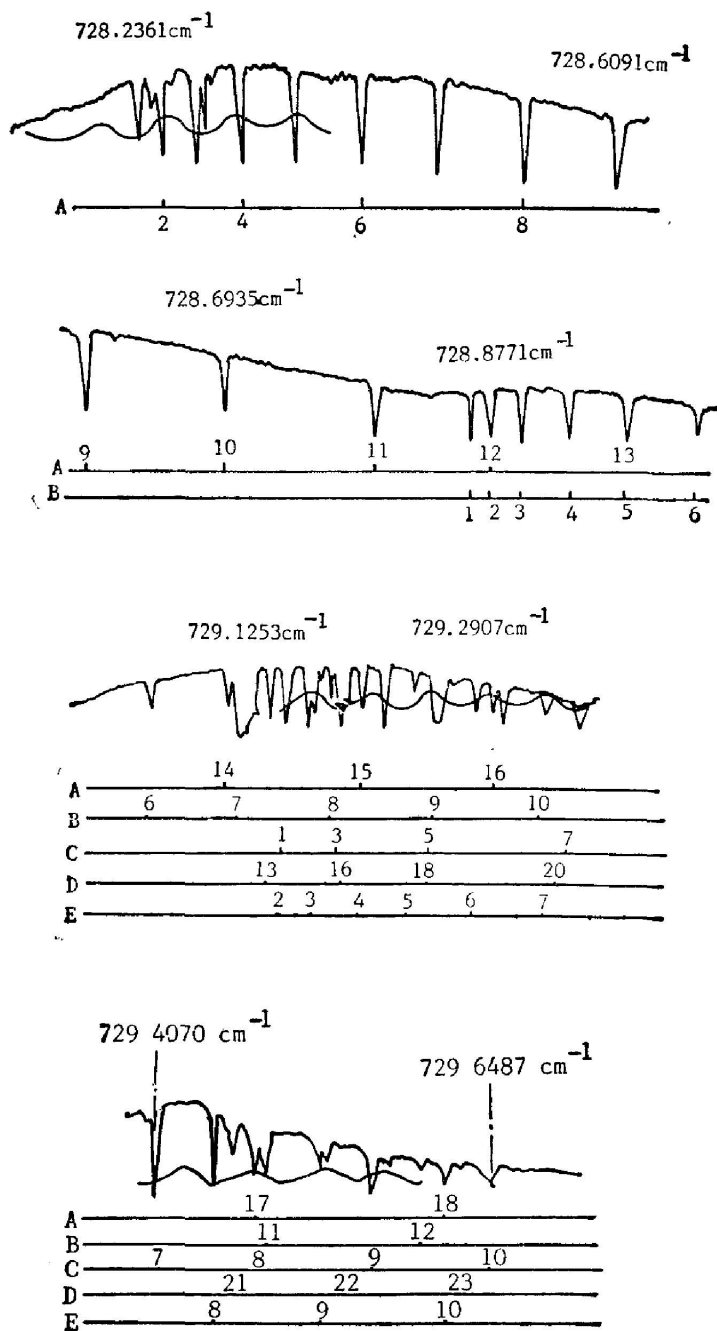 728.2361cm-1
728.6091cm-1
A
2 4 6 8
728.6935cm-1
728.8771cm-1
9 10 11 12 13
A
B
1 2 3 4 5 6
729.1253cm-1
729.2907cm-1
14 15 16
A
6 7 8 9 10
B
1 3 5 7
C
13 16 18 20
D
2 3 4 5 6 7
E
729 4070 cm-1
729 6487 cm-1
17 18
A
11 12
B
7 8 9 10
C
21 22 23
D
8 9 10
E